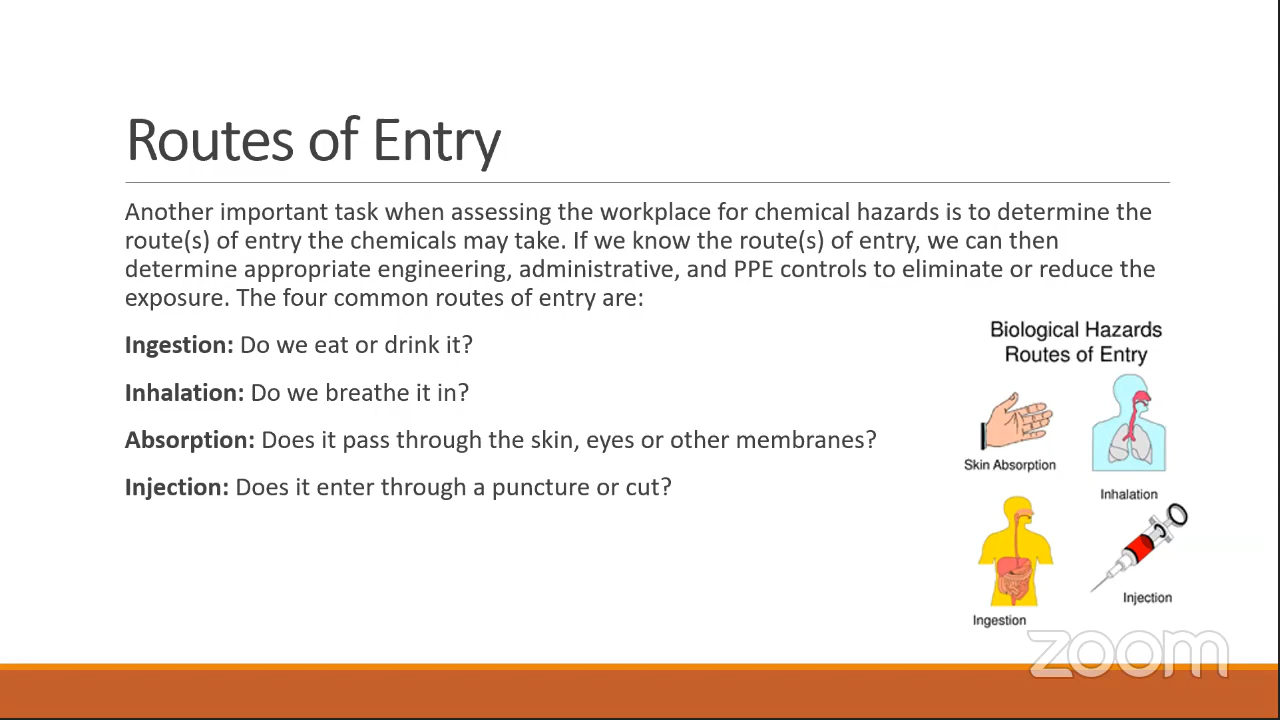 Routes of Entry
Another important task when assessing the workplace for chemical hazards is to determine the
route(s) of entry the chemicals may take. If we know the route(s) of entry, we can then
determine appropriate engineering, administrative, and PPE controls to eliminate or reduce the
exposure. The four common routes of entry are:
Ingestion: Do we eat or drink it?
Inhalation: Do we breathe it in?
Absorption: Does it pass through the skin, eyes or other membranes?
Injection: Does it enter through a puncture or cut?
Biological Hazards
Routes of Entry
Skin Absorption
Inhalation
Ingestion
Injection
zoom